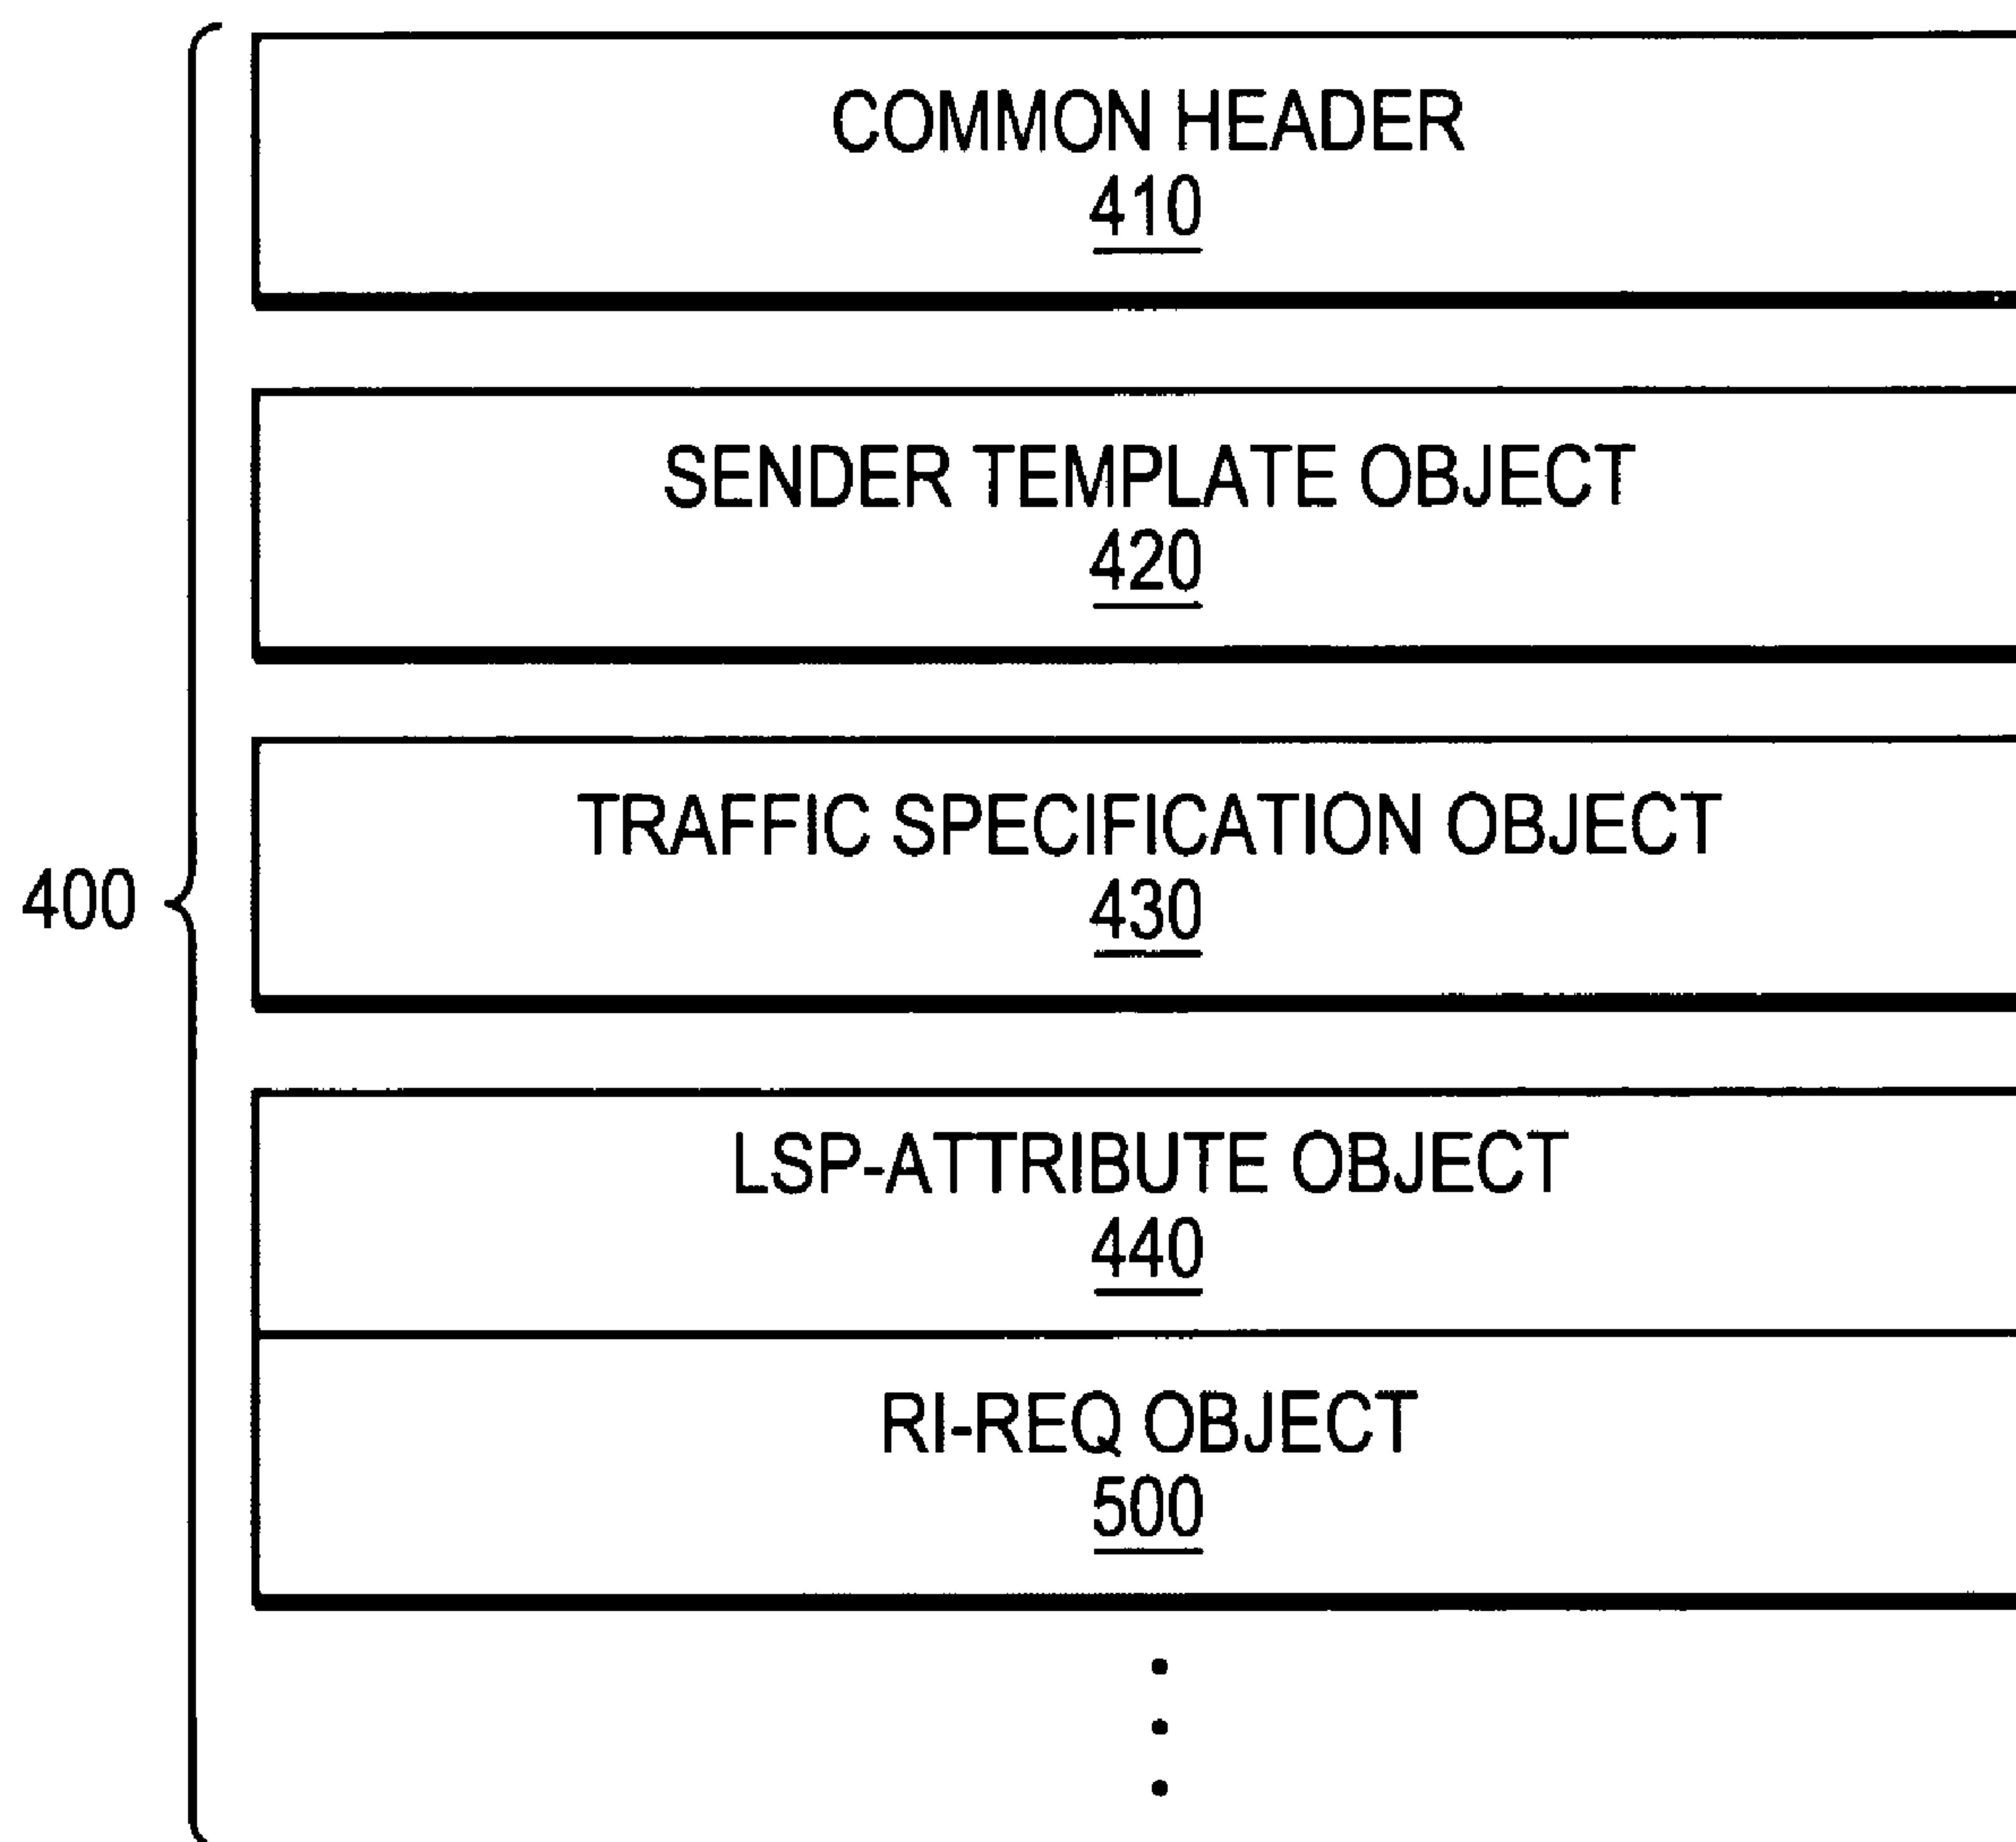 COMMON HEADER
410
SENDER TEMPLATE OBJECT
420
TRAFFIC SPECIFICATION OBJECT
430
400
LSP-ATTRIBUTE OBJECT
440
RI-REQ OBJECT
500